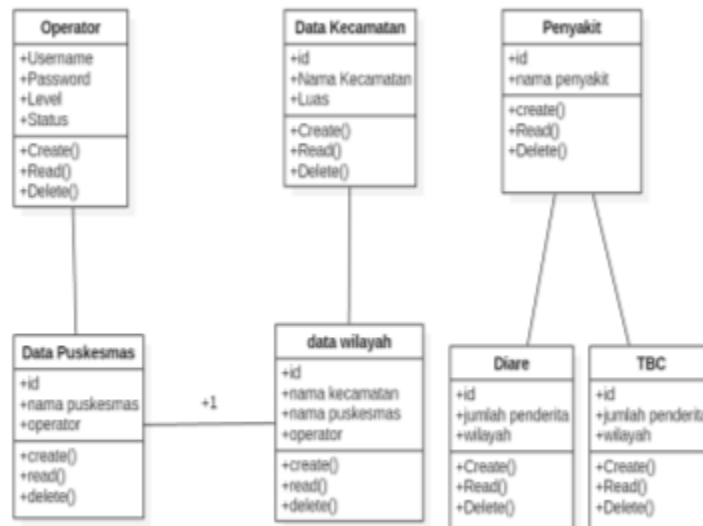 Operator
+Username
+Password
+Level
+Status
+Create()
+Read()
+Delete()
Data Kecamatan
+id
+Nama Kecamatan
+Luas
+Create()
+Read()
+Delete()
Penyakit
+id
+nama penyakit
+create()
+Read()
+Delete()
Data Puskesmas
+id
+nama puskesmas
+operator
+create()
+read()
+delete()
+1
data wilayah
+id
+nama kecamatan
+nama puskesmas
+operator
+create()
+read()
+delete()
Diare
+id
+jumlah penderita
+wilayah
+Create()
+Read()
+Delete()
TBC
+id
+jumlah penderita
+wilayah
+Create()
+Read()
+Delete()